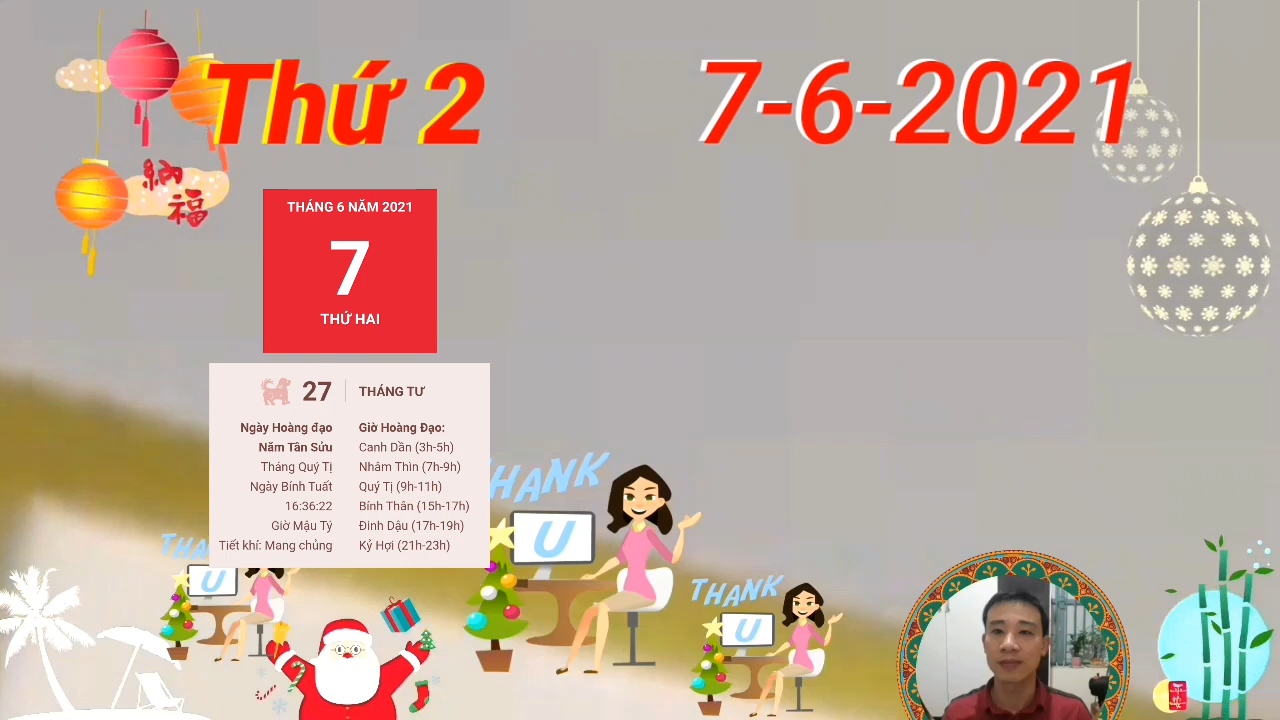 Thứ 2
7-6-2021
納
福
THÁNG 6 NĂM 2021
7
THỨ HAI
27
THÁNG TƯ
Ngày Hoàng đạo
Năm Tân Sửu
Tháng Quý Tị
Ngày Bính Tuất
16:36:22
Giờ Mậu Tý
Tiết khí: Mang chủng
Giờ Hoàng Đạo:
Canh Dần (3h-5h)
Nhâm Thìn (7h-9h)
Quý Tị (9h-11h)
Bính Thân (15h-17h)
Đinh Dậu (17h-19h)
Kỷ Hợi (21h-23h)
THANK
U
THA
U
THANK
U